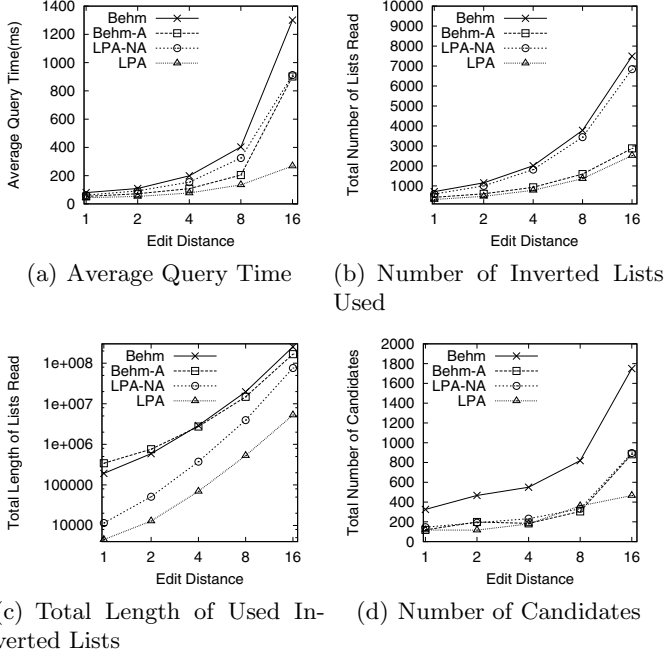 1400
1200
1000
800
600
400
200
0
Average Query Time(ms)
Behm
Behm-A
LPA-NA
LPA
1 2 4 8 16
Edit Distance
(a) Average Query Time
10000
9000
8000
7000
6000
5000
4000
3000
2000
1000
Total Number of Lists Read
Behm
Behm-A
LPA-NA
LPA
1 2 4 8 16
Edit Distance
(b) Number of Inverted Lists
Used
1e+008
1e+007
1e+006
100000
10000
Total Length of Lists Read
Behm
Behm-A
LPA-NA
LPA
1 2 4 8 16
Edit Distance
(c) Total Length of Used In-
verted Lists
2000
1800
1600
1400
1200
1000
800
600
400
200
0
Total Number of Candidates
Behm
Behm-A
LPA-NA
LPA
1 2 4 8 16
Edit Distance
(d) Number of Candidates